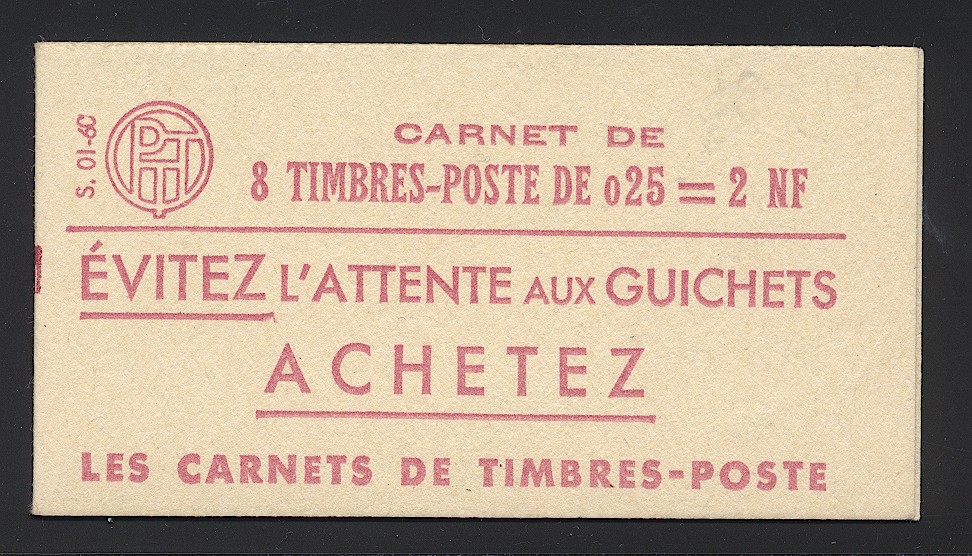 S. 01-60
PTT
CARNET DE
8 TIMBRES-POSTE DE 025 = 2 NF
ÉVITEZ L'ATTENTE AUX GUICHETS
ACHETEZ
LES CARNETS DE TIMBRES-POSTE